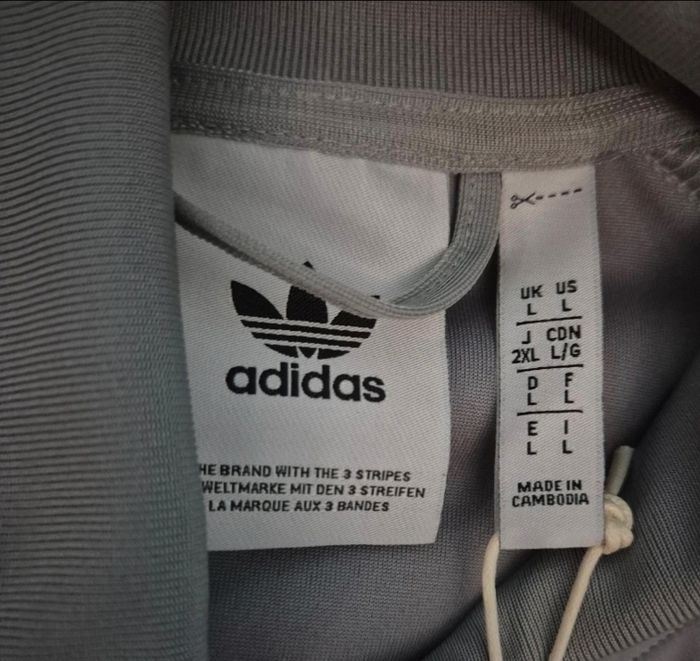 adidas
HE BRAND WITH THE 3 STRIPES
WELTMARKE MIT DEN 3 STREIFEN
LA MARQUE AUX 3 BANDES
UK US
L L
J CDN
2XL L/G
D F
L L
E I
L L
MADE IN
CAMBODIA